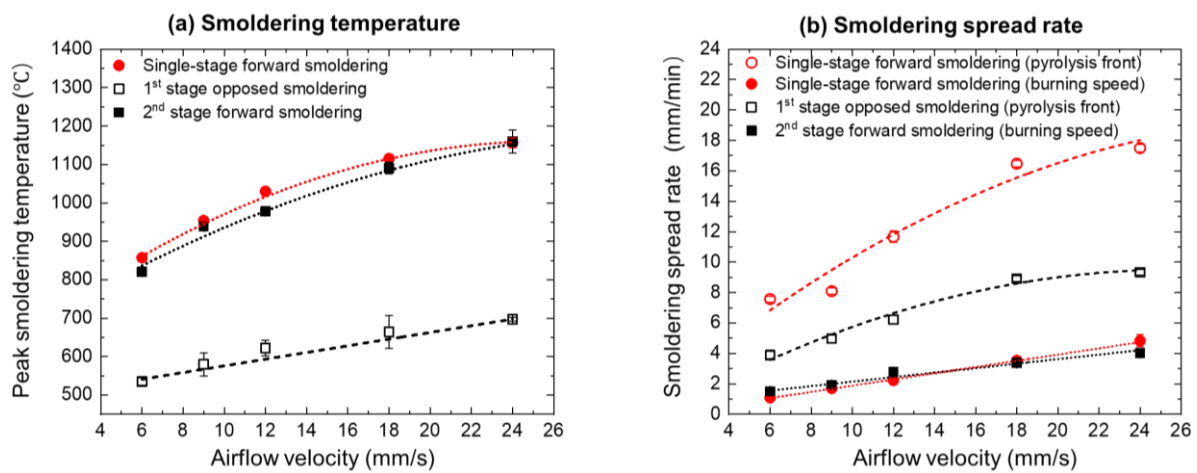 (a) Smoldering temperature
Peak smoldering temperature (°C)
1400
1300
1200
1100
1000
900
800
700
600
500
Single-stage forward smoldering
1st stage opposed smoldering
2nd stage forward smoldering
4 6 8 10 12 14 16 18 20 22 24 26
Airflow velocity (mm/s)
(b) Smoldering spread rate
Smoldering spread rate (mm/min)
24
22
20
18
16
14
12
10
8
6
4
2
0
Single-stage forward smoldering (pyrolysis front)
Single-stage forward smoldering (burning speed)
1st stage opposed smoldering (pyrolysis front)
2nd stage forward smoldering (burning speed)
4 6 8 10 12 14 16 18 20 22 24 26
Airflow velocity (mm/s)